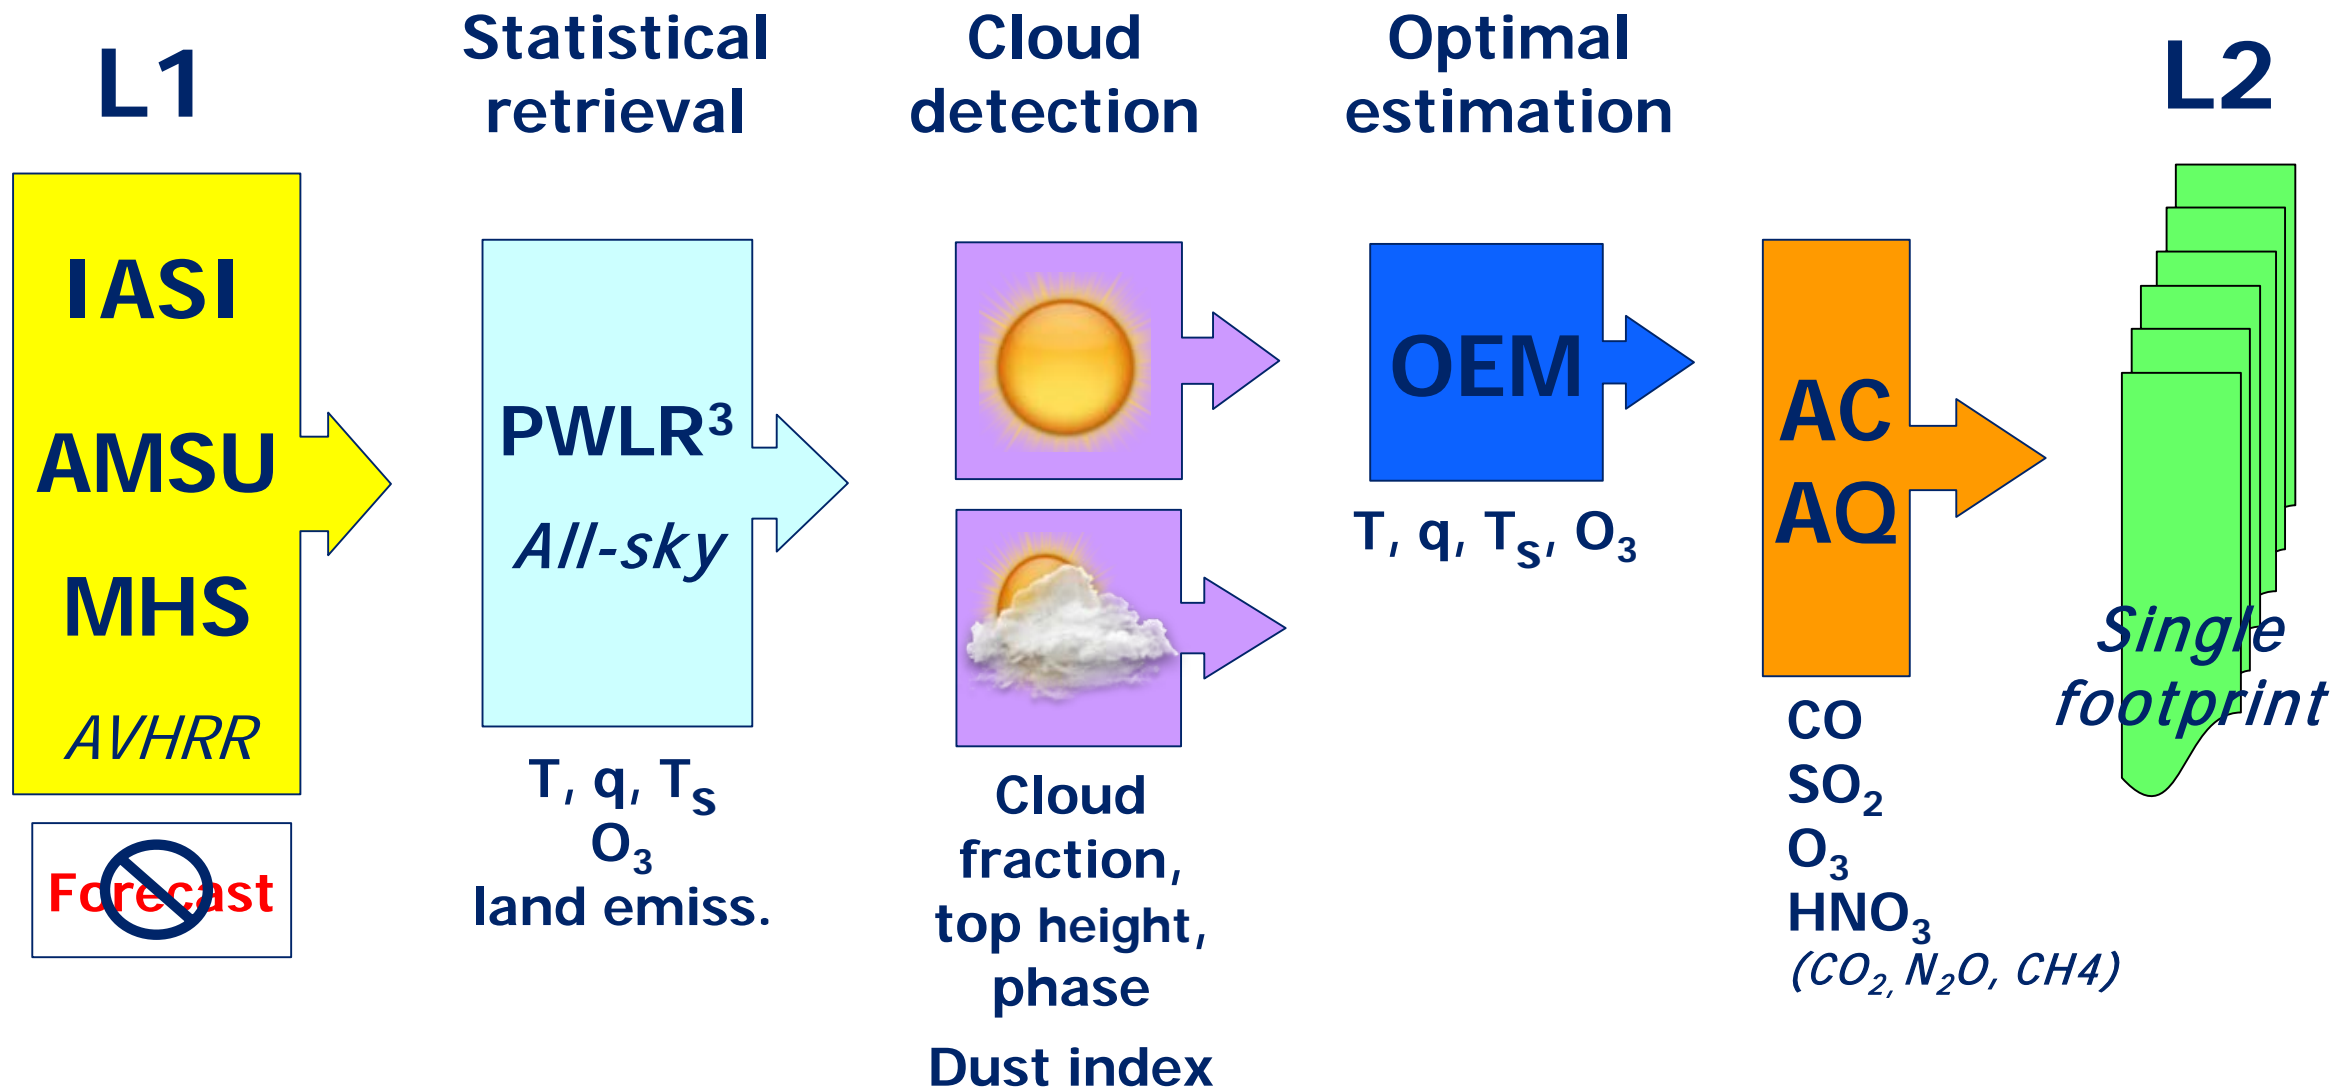 L1
IASI
AMSU
MHS
AVHRR
Forecast
Statistical
retrieval
PWLR³
All-sky
T, q, Tₛ
O₃
land emiss.
Cloud
detection
Cloud
fraction,
top height,
phase
Dust index
Optimal
estimation
OEM
T, q, Tₛ, O₃
AC
AQ
CO
SO₂
O₃
HNO₃
(CO₂, N₂O, CH4)
L2
Single
footprint